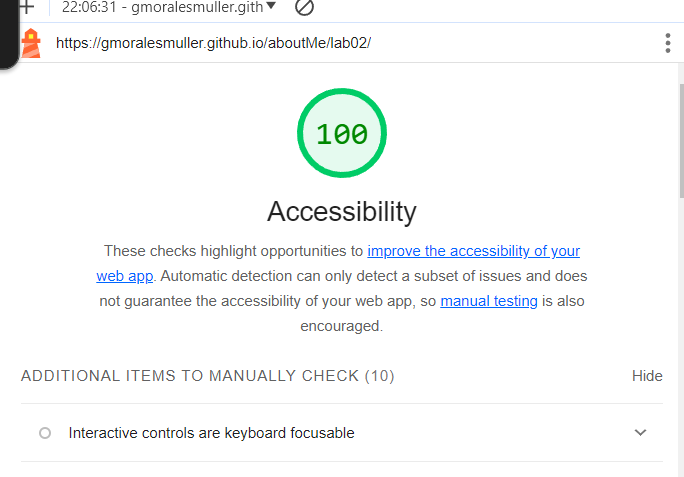 22:06:31 - gmoralesmuller.gith
https://gmoralesmuller.github.io/aboutMe/lab02/
100
Accessibility
These checks highlight opportunities to improve the accessibility of your
web app. Automatic detection can only detect a subset of issues and does
not guarantee the accessibility of your web app, so manual testing is also
encouraged.
ADDITIONAL ITEMS TO MANUALLY CHECK (10) Hide
Interactive controls are keyboard focusable